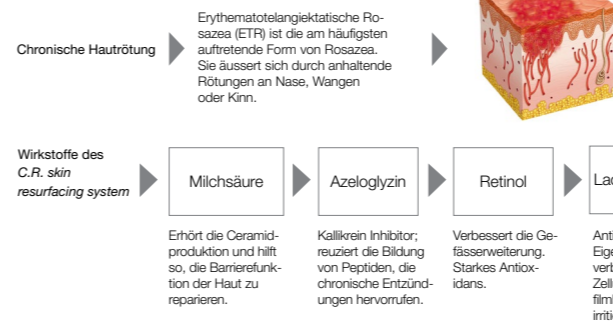 Chronische Hautrötung
Erythematotelangiektatische Ro-
sazea (ETR) ist die am häufigsten
auftretende Form von Rosazea.
Sie äussert sich durch anhaltende
Rötungen an Nase, Wangen
oder Kinn.
Wirkstoffe des
C.R. skin
resurfacing system
Milchsäure
Erhört die Ceramid-
produktion und hilft
so, die Barrierefunk-
tion der Haut zu
reparieren.
Azeloglyzin
Kallikrein Inhibitor;
reuziert die Bildung
von Peptiden, die
chronische Entzünd-
ungen hervorrufen.
Retinol
Verbessert die Ge-
fässerweiterung.
Starkes Antiox-
idans.